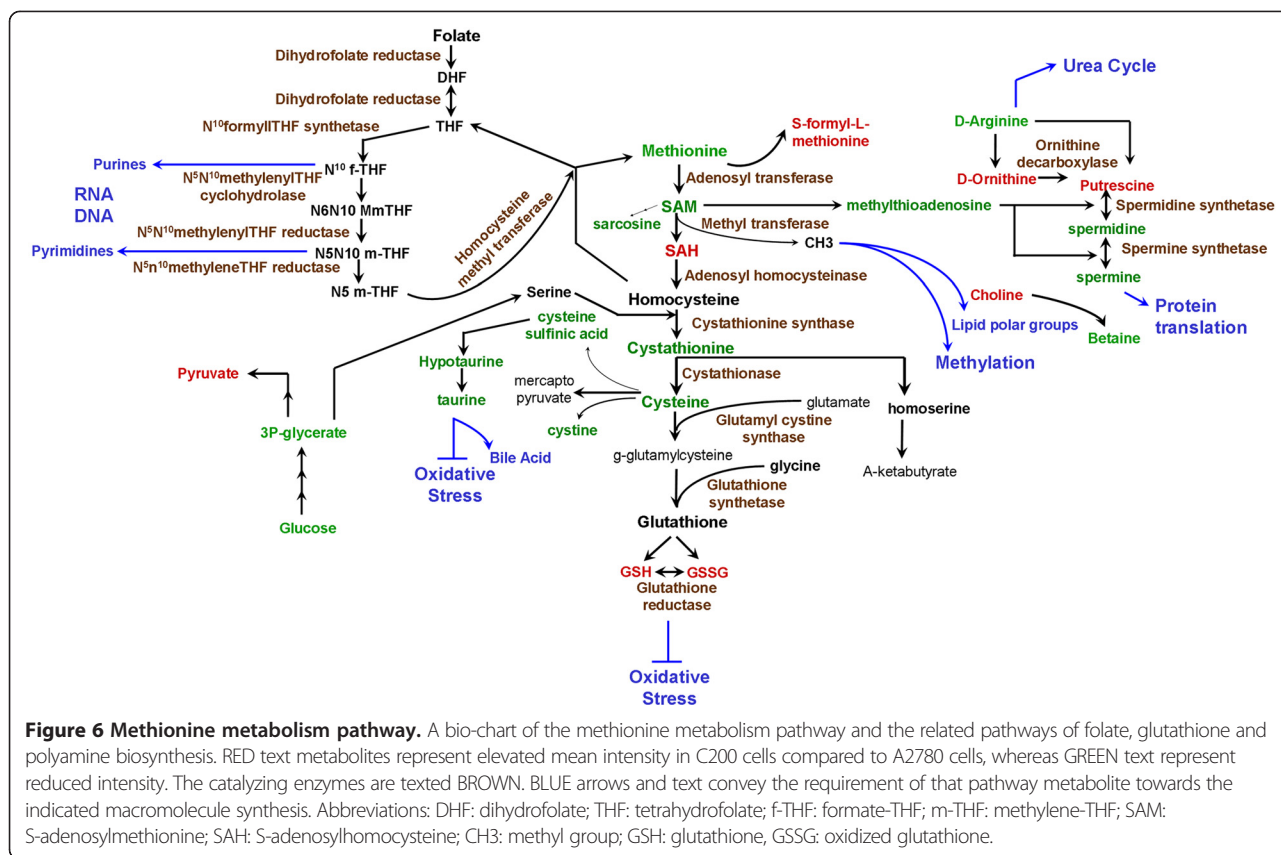 Folate
Dihydrofolate reductase
DHF
Dihydrofolate reductase
N¹⁰formylITHF synthetase
THF
Purines
N¹⁰ f-THF
RNA
DNA
N⁵N¹⁰methylenylTHF
cyclohydrolase
N6N10 MmTHF
N⁵N¹⁰methylenylTHF reductase
Pyrimidines
N5N10 m-THF
N⁵n¹⁰methyleneTHF reductase
N5 m-THF
Homocysteine
methyl transferase
Methionine
S-formyl-L-
methionine
Adenosyl transferase
SAM
sarcosine
Methyl transferase
methylthioadenosine
CH3
SAH
Adenosyl homocysteinase
Urea Cycle
D-Arginine
Ornithine
decarboxylase
D-Ornithine
Putrescine
Spermidine synthetase
spermidine
Spermine synthetase
spermine
Protein
translation
Choline
Betaine
Lipid polar groups
Methylation
Serine
Homocysteine
Cystathionine synthase
cysteine
sulfinic acid
Cystathionine
Hypotaurine
Cystathionase
taurine
mercapto
pyruvate
Cysteine
cystine
glutamate
homoserine
Glutamyl cystine
synthase
g-glutamylcysteine
A-ketabutyrate
Pyruvate
3P-glycerate
Glucose
Bile Acid
Oxidative
Stress
glycine
Glutathione
synthetase
Glutathione
GSH
GSSG
Glutathione
reductase
Oxidative
Stress
Figure 6 Methionine metabolism pathway. A bio-chart of the methionine metabolism pathway and the related pathways of folate, glutathione and
polyamine biosynthesis. RED text metabolites represent elevated mean intensity in C200 cells compared to A2780 cells, whereas GREEN text represent
reduced intensity. The catalyzing enzymes are texted BROWN. BLUE arrows and text convey the requirement of that pathway metabolite towards the
indicated macromolecule synthesis. Abbreviations: DHF: dihydrofolate; THF: tetrahydrofolate; f-THF: formate-THF; m-THF: methylene-THF; SAM:
S-adenosylmethionine; SAH: S-adenosylhomocysteine; CH3: methyl group; GSH: glutathione, GSSG: oxidized glutathione.